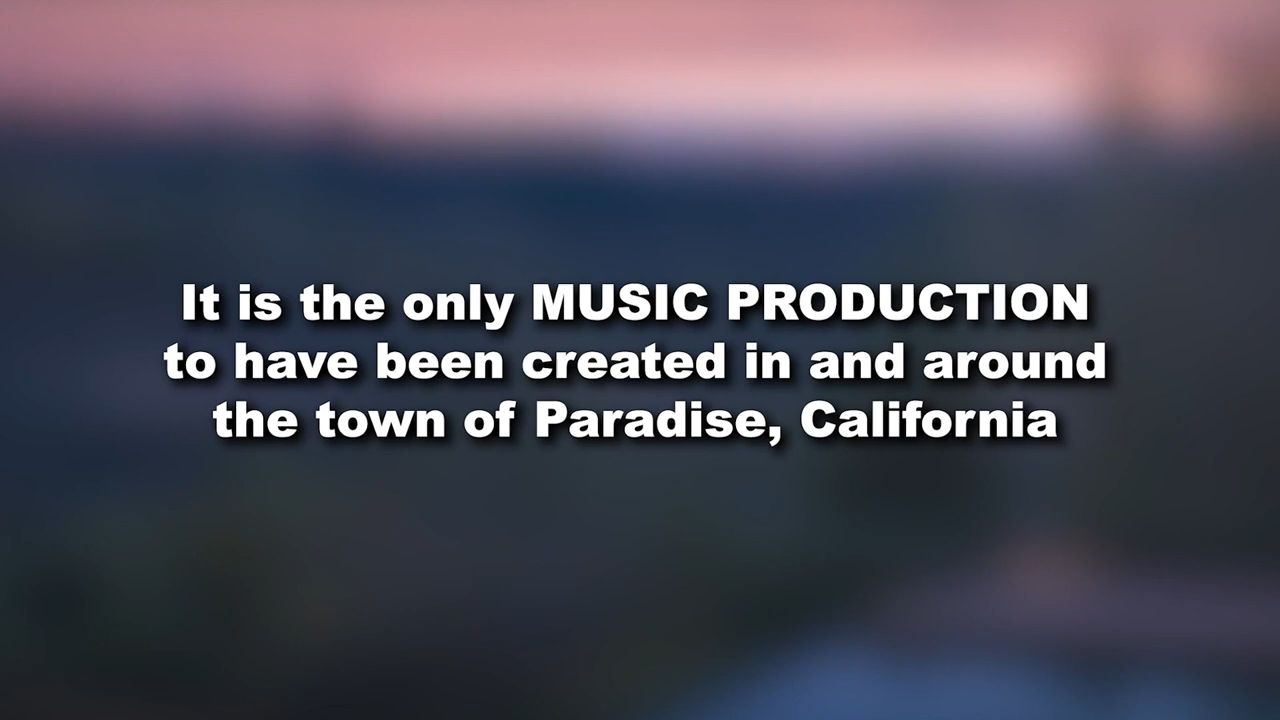 It is the only MUSIC PRODUCTION
to have been created in and around
the town of Paradise, California